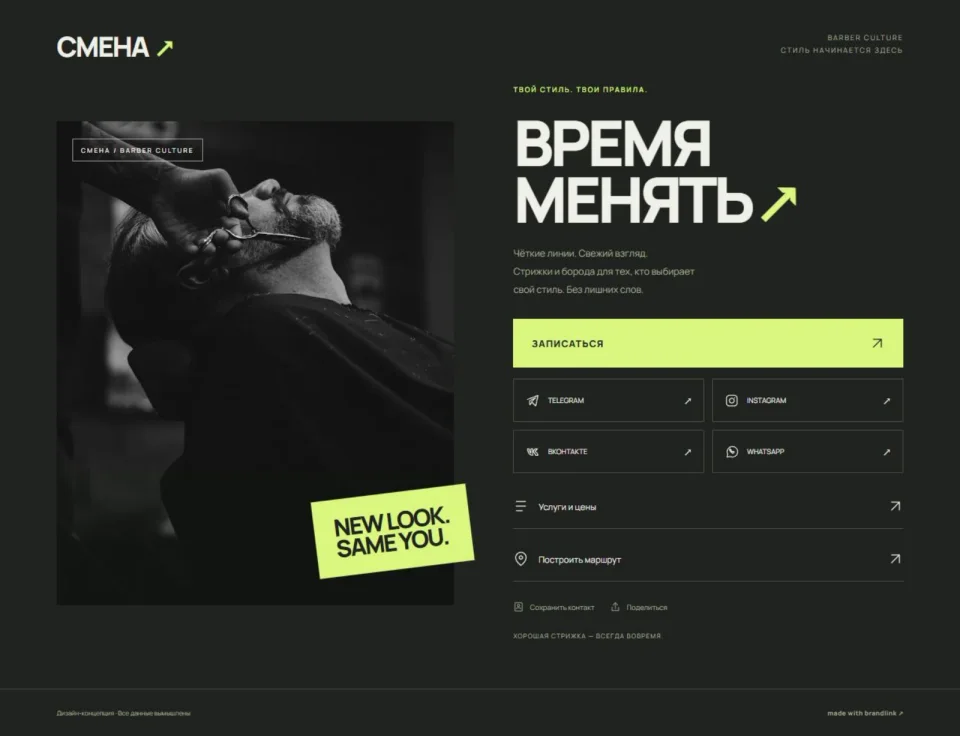 СМЕНА ↗
BARBER CULTURE
СТИЛЬ НАЧИНАЕТСЯ ЗДЕСЬ
СМЕНА / BARBER CULTURE
NEW LOOK.
SAME YOU.
ТВОЙ СТИЛЬ. ТВОИ ПРАВИЛА.
ВРЕМЯ
МЕНЯТЬ↗
Чёткие линии. Свежий взгляд.
Стрижки и борода для тех, кто выбирает
свой стиль. Без лишних слов.
ЗАПИСАТЬСЯ
TELEGRAM
INSTAGRAM
ВКОНТАКТЕ
WHATSAPP
Услуги и цены
Построить маршрут
Сохранить контакт
Поделиться
ХОРОШАЯ СТРИЖКА — ВСЕГДА ВОВРЕМЯ.
Дизайн-концепция · Все данные вымышлены
made with brandlink ↗